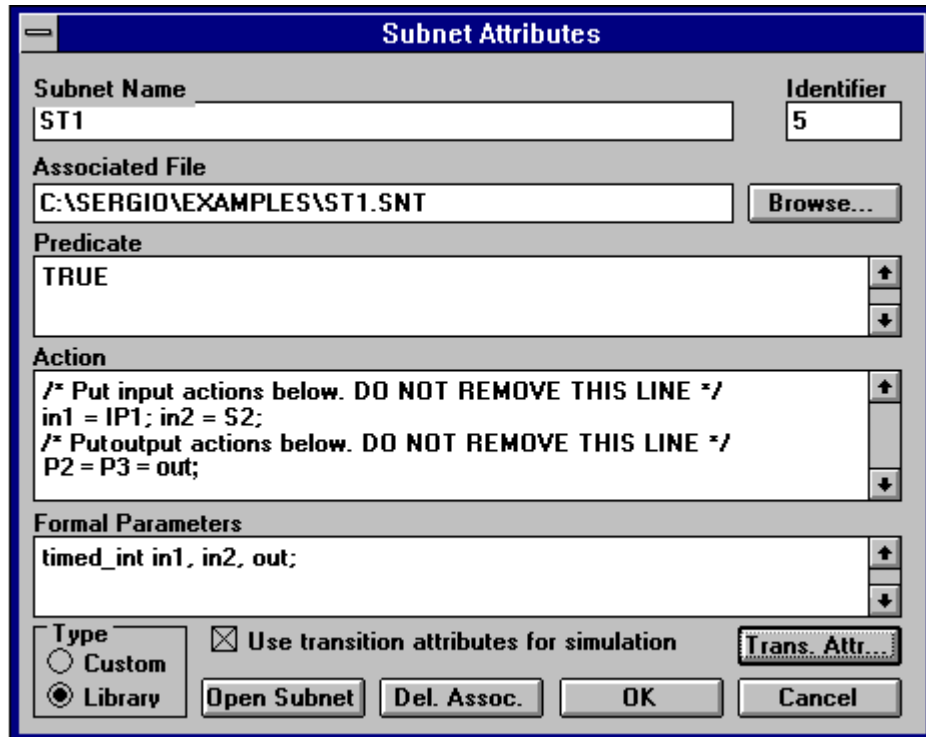 Subnet Attributes
Subnet Name
Identifier
ST1
5
Associated File
C:\SERGIO\EXAMPLES\ST1.SNT
Browse...
Predicate
TRUE
Action
/* Put input actions below. DO NOT REMOVE THIS LINE */
in1 = IP1; in2 = S2;
/* Putoutput actions below. DO NOT REMOVE THIS LINE */
P2 = P3 = out;
Formal Parameters
timed_int in1, in2, out;
Type
Custom
Library
Use transition attributes for simulation
Trans. Attr...
Open Subnet
Del. Assoc.
OK
Cancel